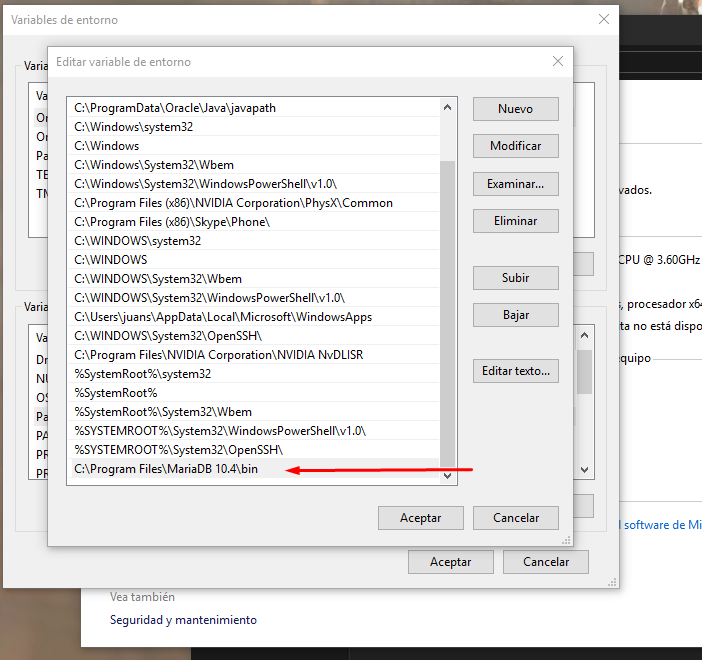 Variables de entorno
Editar variable de entorno
C:\ProgramData\Oracle\Java\javapath
C:\Windows\system32
C:\Windows
C:\Windows\System32\Wbem
C:\Windows\System32\WindowsPowerShell\v1.0\
C:\Program Files (x86)\NVIDIA Corporation\PhysX\Common
C:\Program Files (x86)\Skype\Phone\
C:\WINDOWS\system32
C:\WINDOWS
C:\WINDOWS\System32\Wbem
C:\WINDOWS\System32\WindowsPowerShell\v1.0\
C:\Users\juans\AppData\Local\Microsoft\WindowsApps
C:\WINDOWS\System32\OpenSSH\
C:\Program Files\NVIDIA Corporation\NVIDIA NvDLISR
%SystemRoot%\system32
%SystemRoot%
%SystemRoot%\System32\Wbem
%SYSTEMROOT%\System32\WindowsPowerShell\v1.0\
%SYSTEMROOT%\System32\OpenSSH\
C:\Program Files\MariaDB 10.4\bin
Nuevo
Modificar
Examinar...
Eliminar
Subir
Bajar
Editar texto...
Aceptar
Cancelar
Aceptar
Cancelar
Varia
Va
Or
Or
Pa
TE
TM
Varia
Va
Dr
NU
OS
Pa
PA
PR
PR
vados.
CPU @ 3.60GHz
s, procesador x64
ta no está dispo
quipo
l software de Mi
Vea también
Seguridad y mantenimiento